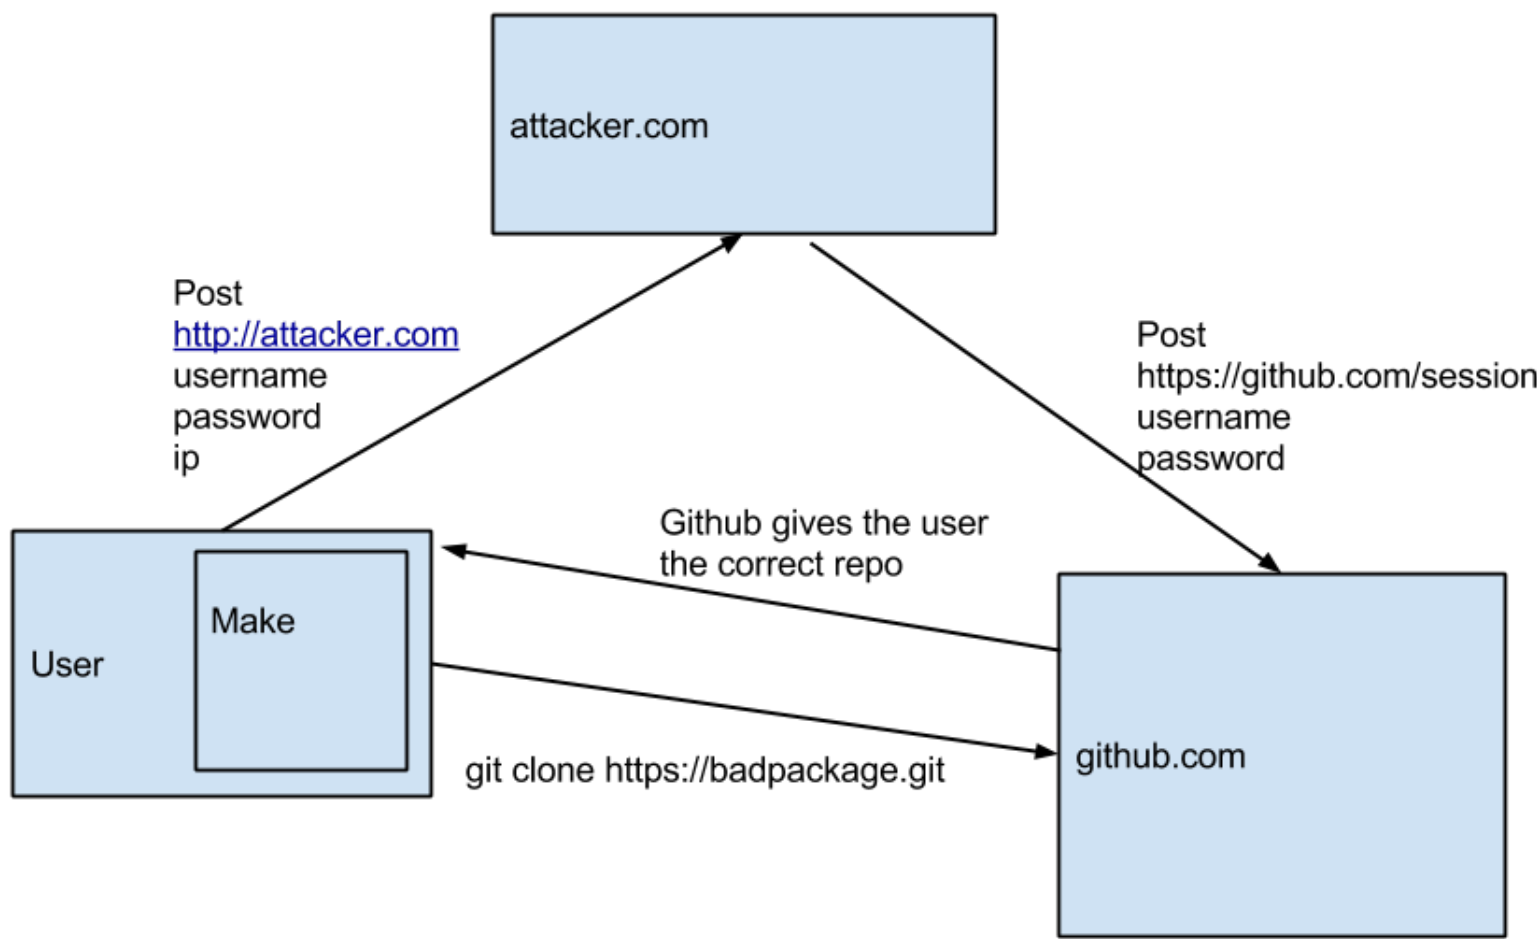 attacker.com
Post
http://attacker.com
username
password
ip
Post
https://github.com/session
username
password
Github gives the user
the correct repo
Make
User
git clone https://badpackage.git
github.com